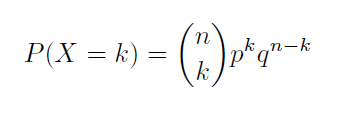 $P(X = k) = \binom{n}{k} p^k q^{n-k}$